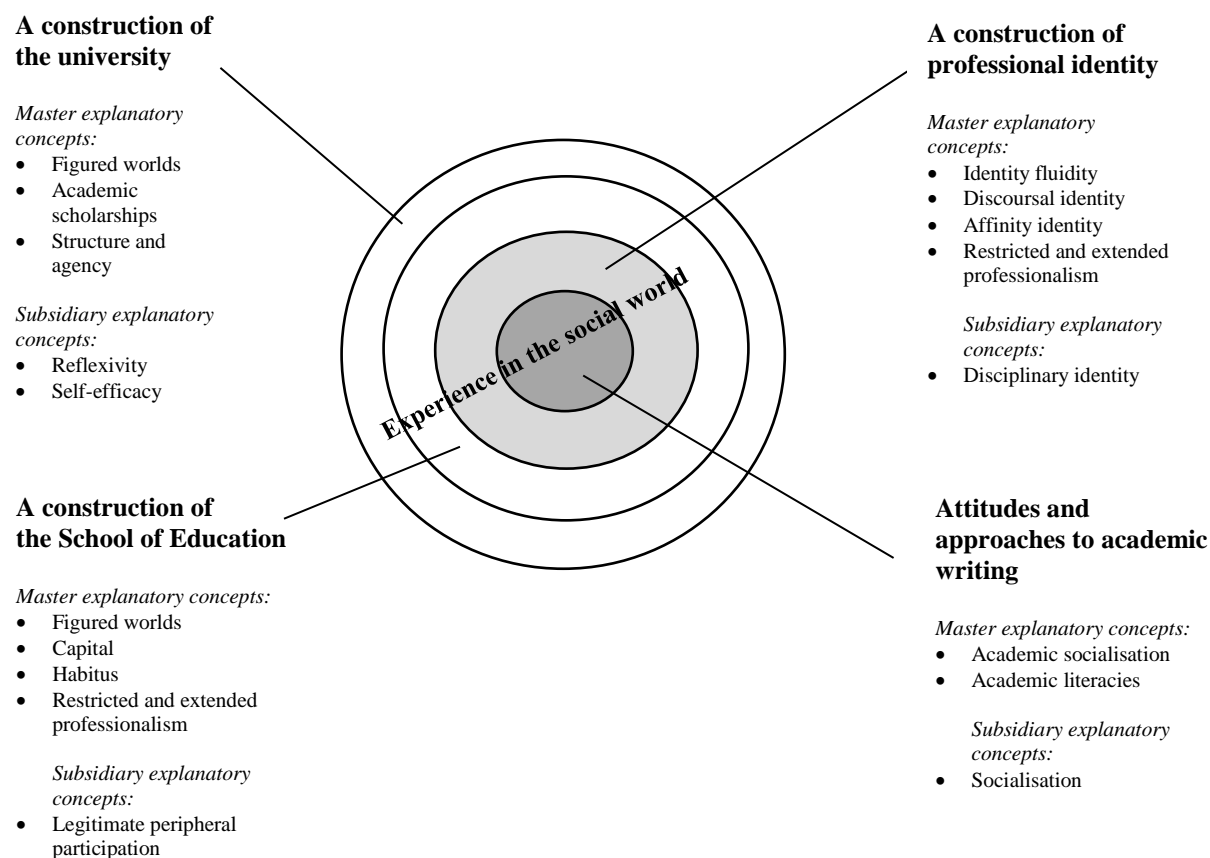 A construction of
the university
Master explanatory
concepts:
• Figured worlds
• Academic
scholarships
• Structure and
agency
Subsidiary explanatory
concepts:
• Reflexivity
• Self-efficacy
A construction of
professional identity
Master explanatory
concepts:
• Identity fluidity
• Discoursal identity
• Affinity identity
• Restricted and extended
professionalism
Subsidiary explanatory
concepts:
• Disciplinary identity
Experience in the social world
A construction of
the School of Education
Master explanatory concepts:
• Figured worlds
• Capital
• Habitus
• Restricted and extended
professionalism
Subsidiary explanatory
concepts:
• Legitimate peripheral
participation
Attitudes and
approaches to academic
writing
Master explanatory concepts:
• Academic socialisation
• Academic literacies
Subsidiary explanatory
concepts:
• Socialisation